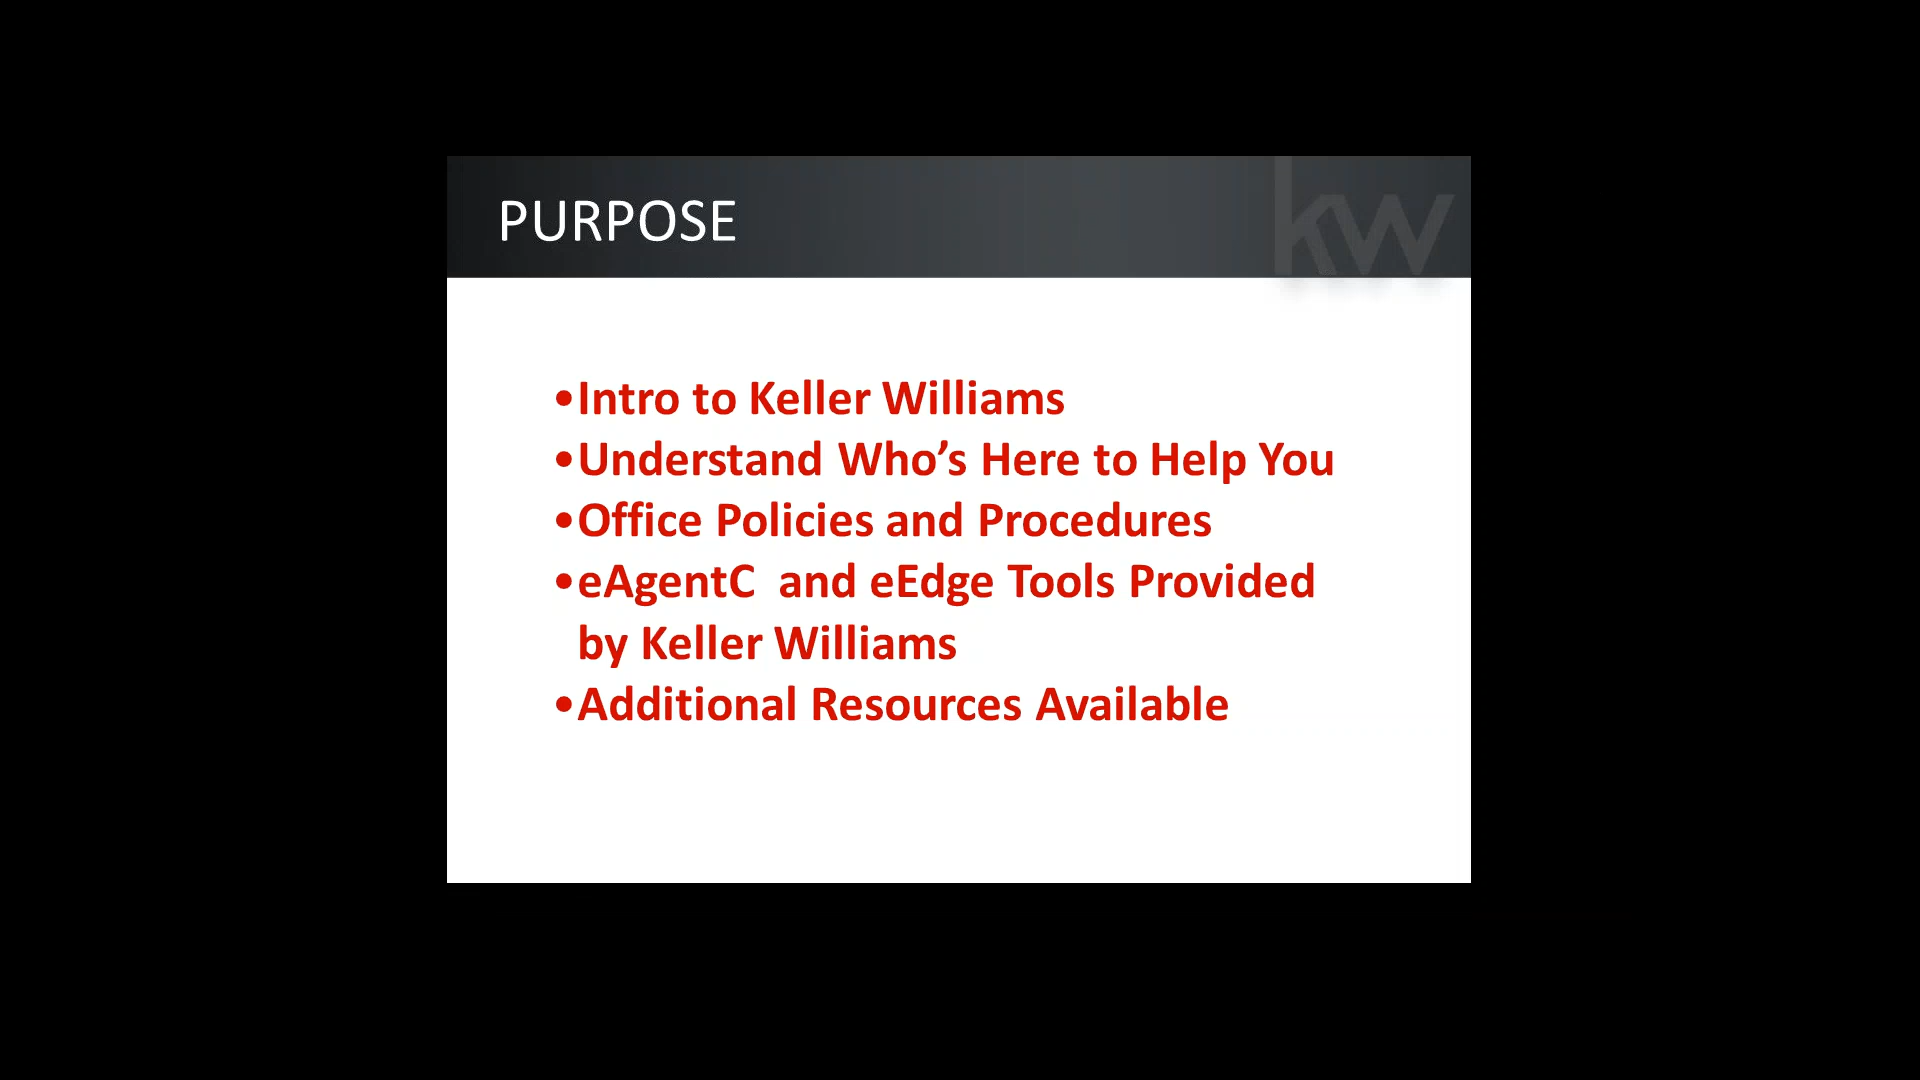 PURPOSE
kw
•Intro to Keller Williams
•Understand Who’s Here to Help You
•Office Policies and Procedures
•eAgentC  and eEdge Tools Provided
by Keller Williams
•Additional Resources Available